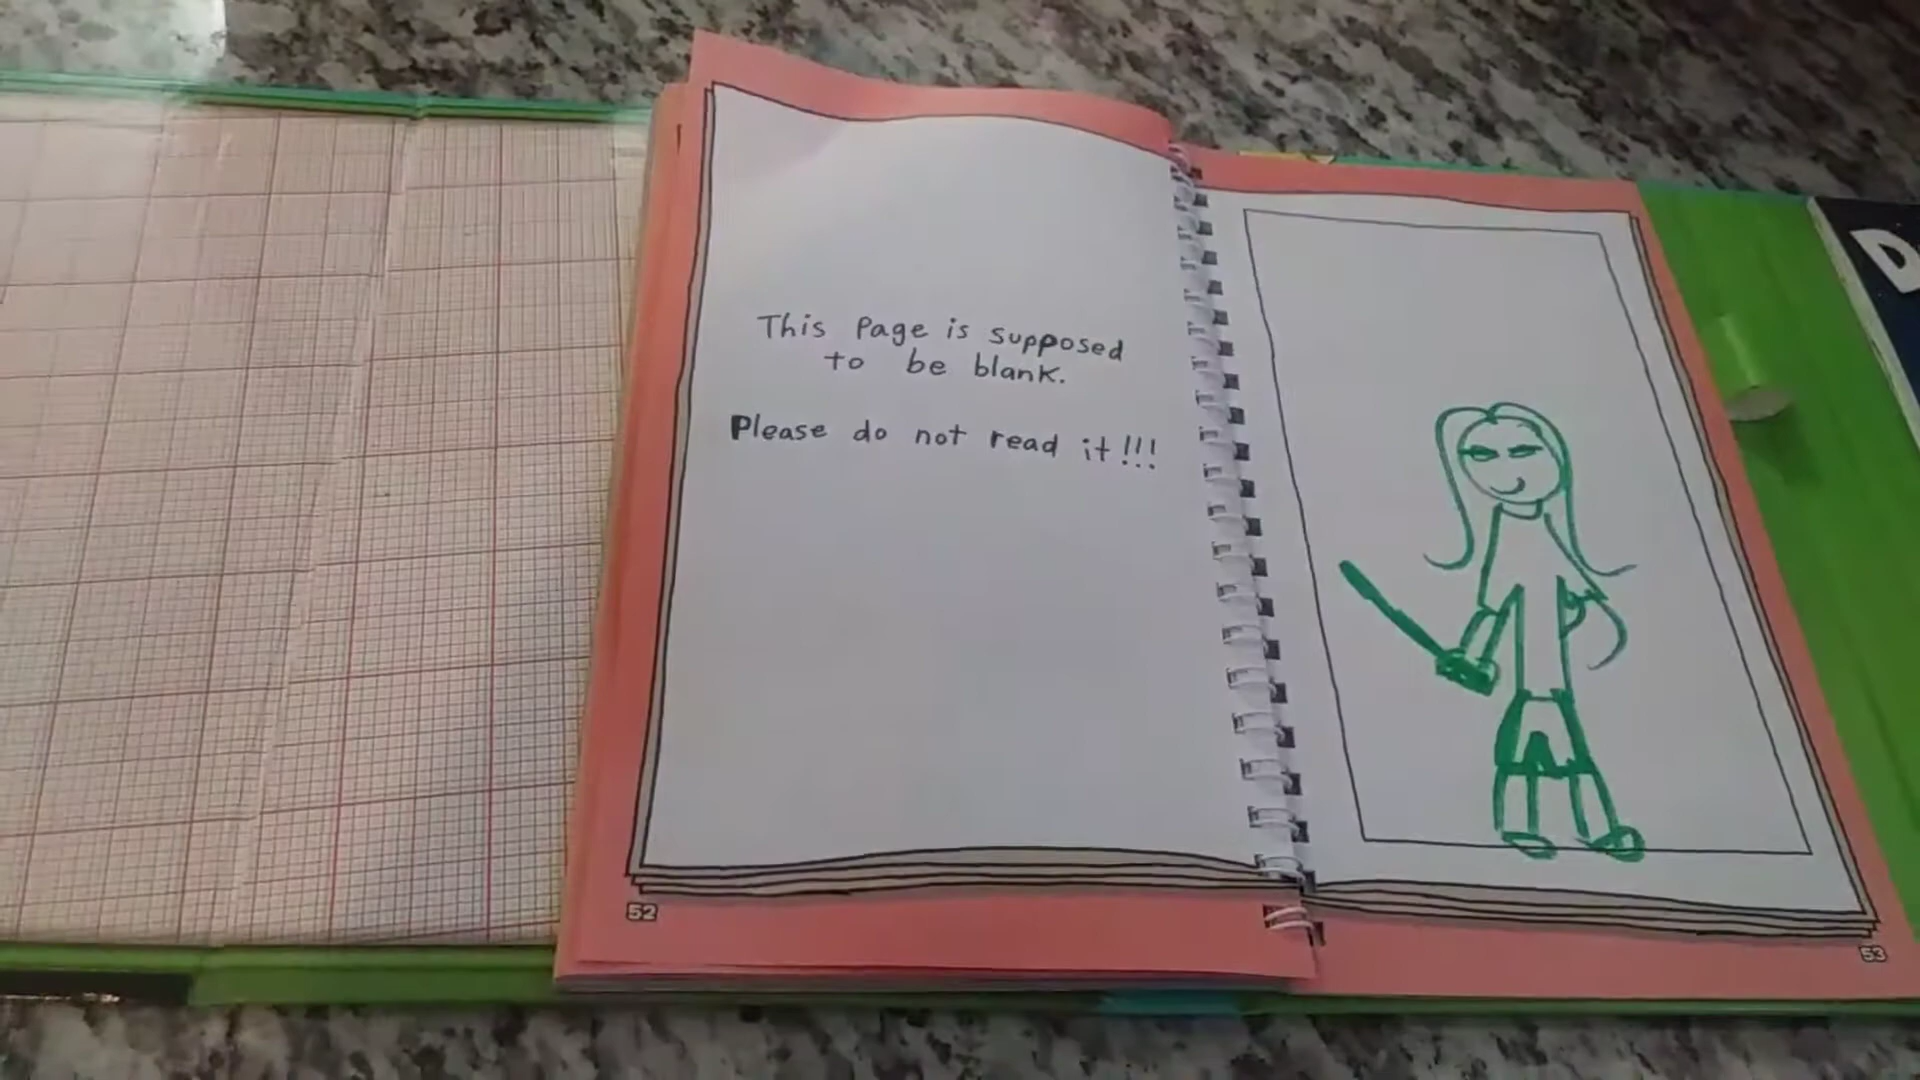 This Page is supposed
to be blank.
Please do not read it!!!
52
53
D